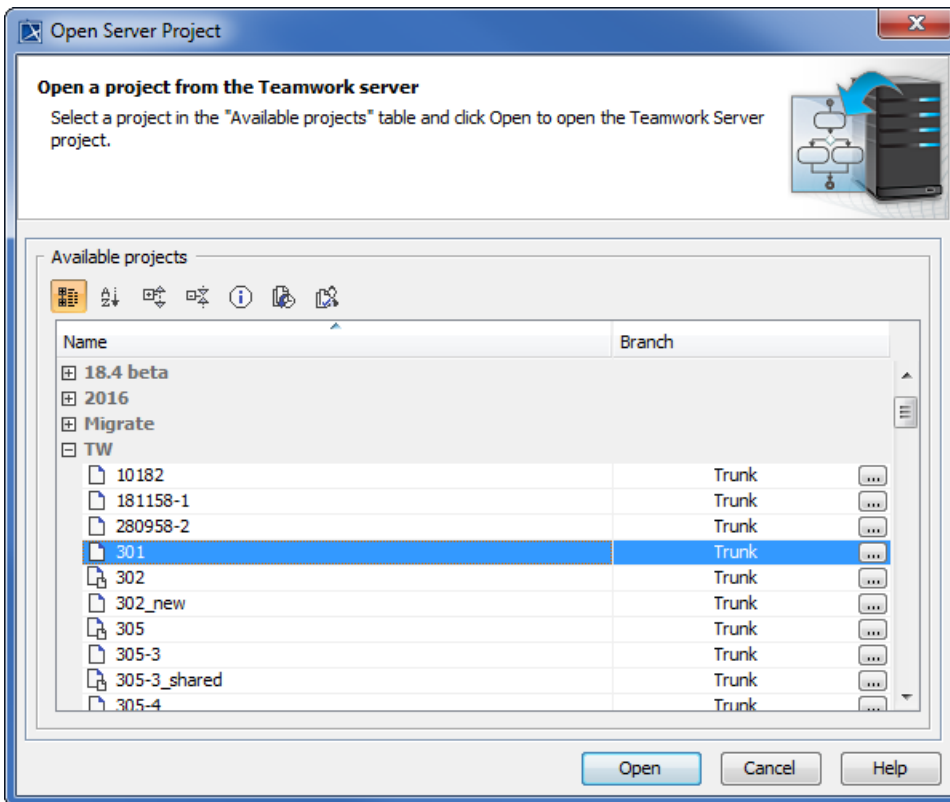 Open Server Project
Open a project from the Teamwork server
Select a project in the "Available projects" table and click Open to open the Teamwork Server
project.
Available projects
Name Branch
18.4 beta
2016
Migrate
TW
10182 Trunk ...
181158-1 Trunk ...
280958-2 Trunk ...
301 Trunk ...
302 Trunk ...
302_new Trunk ...
305 Trunk ...
305-3 Trunk ...
305-3_shared Trunk ...
305-4 Trunk ...
Open Cancel Help